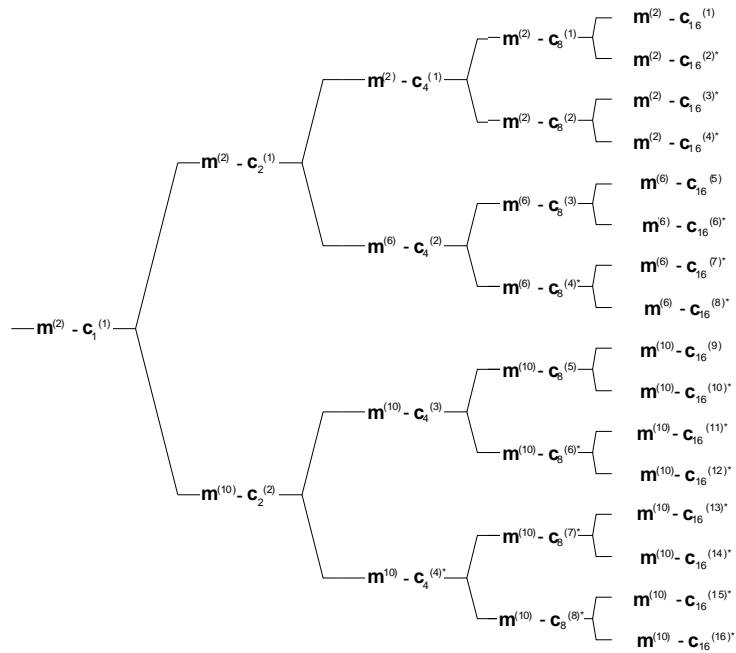 m(2) - c16(1)
m(2) - c8(1)
m(2) - c16(2)*
m2) - c4(1)
m(2) - c16(3)*
m(2) - c8(2)
m(2) - c16(4)*
m(2) - c2(1)
m(6) - c16(5)
m(6) - c8(3)
m(6) - c16(6)*
m(6) - c4(2)
m(6) - c16(7)*
m(6) - c8(4)*
m(6) - c16(8)*
m(2) - c1(1)
m(10) - c16(9)
m(10) - c8(5)
m(10) - c16(10)*
m(10) - c4(3)
m(10) - c16(11)*
m(10) - c8(6)*
m(10) - c16(12)*
m(10) - c2(2)
m(10) - c16(13)*
m(10) - c8(7)*
m(10) - c16(14)*
m10) - c4(4)*
m(10) - c16(15)*
m(10) - c8(8)*
m(10) - c16(16)*